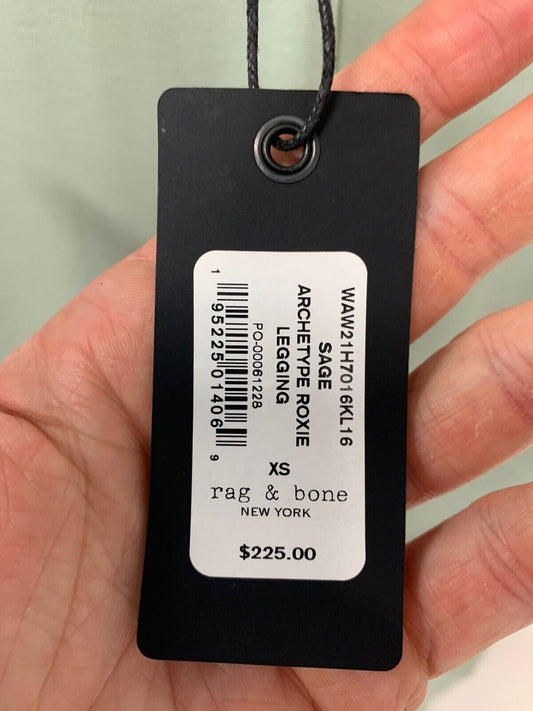 WAW21H7016KL16
SAGE
ARCHETYPE ROXIE
LEGGING
PO-00061228
1 95225 01406 9
XS
rag & bone
NEW YORK
$225.00